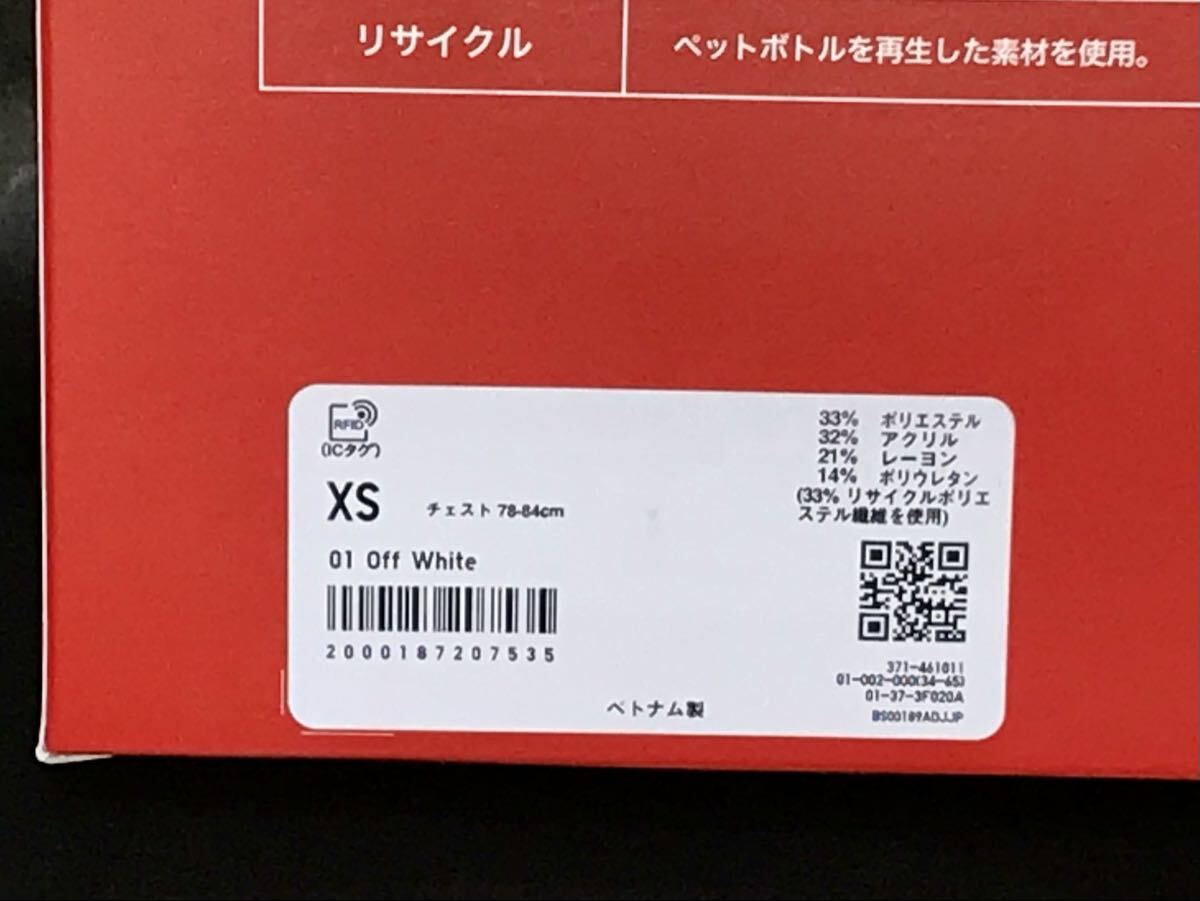 リサイクル
ペットボトルを再生した素材を使用。
RFID
(ICタグ)
XS チェスト 78-84cm
01 Off White
2000187207535
ベトナム製
33% ポリエステル
32% アクリル
21% レーヨン
14% ポリウレタン
(33% リサイクルポリエ
ステル繊維を使用)
371-461011
01-002-000(34-65)
01-37-3F020A
BS00189ADJJP